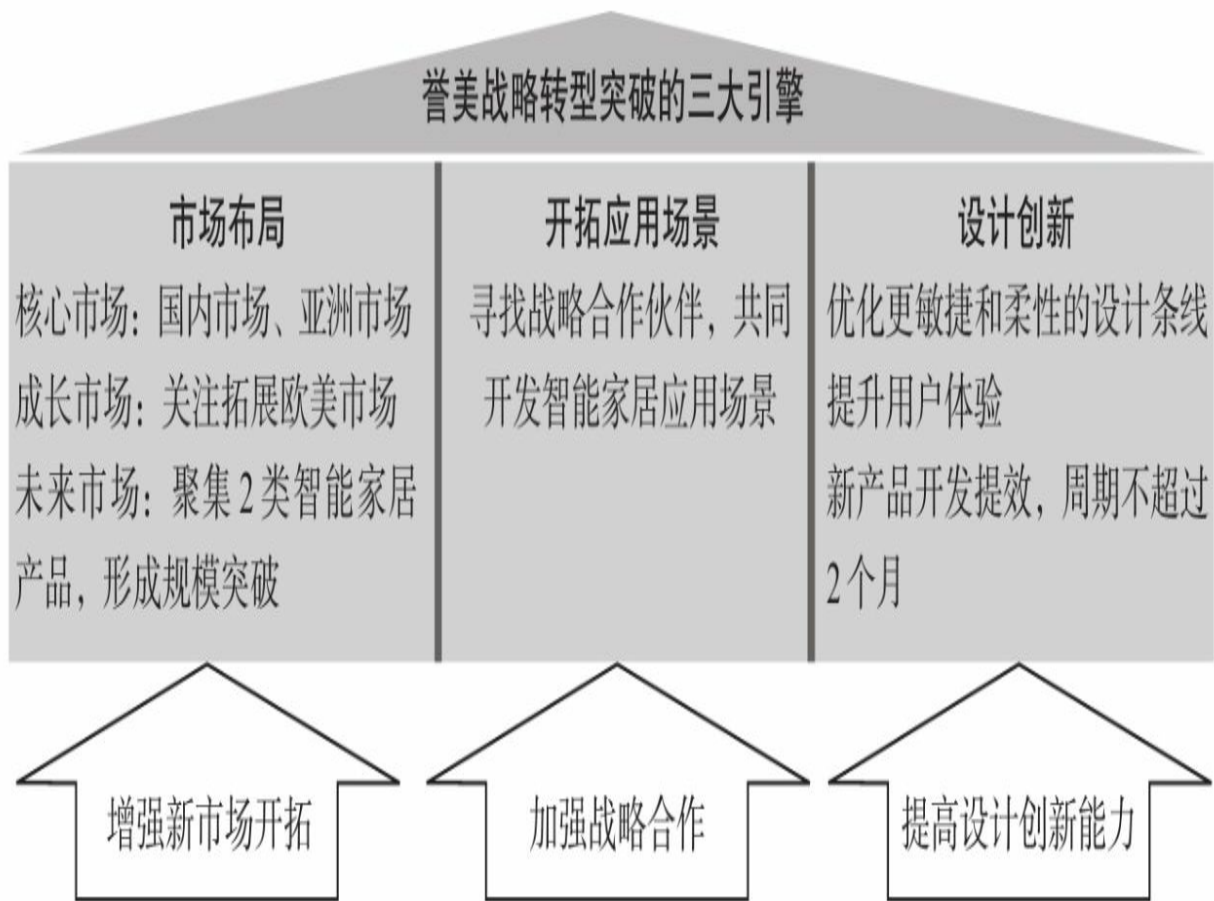 誉美战略转型突破的三大引擎
市场布局
核心市场：国内市场、亚洲市场
成长市场：关注拓展欧美市场
未来市场：聚集2类智能家居
产品，形成规模突破
开拓应用场景
寻找战略合作伙伴，共同
开发智能家居应用场景
设计创新
优化更敏捷和柔性的设计条线
提升用户体验
新产品开发提效，周期不超过
2个月
增强新市场开拓
加强战略合作
提高设计创新能力